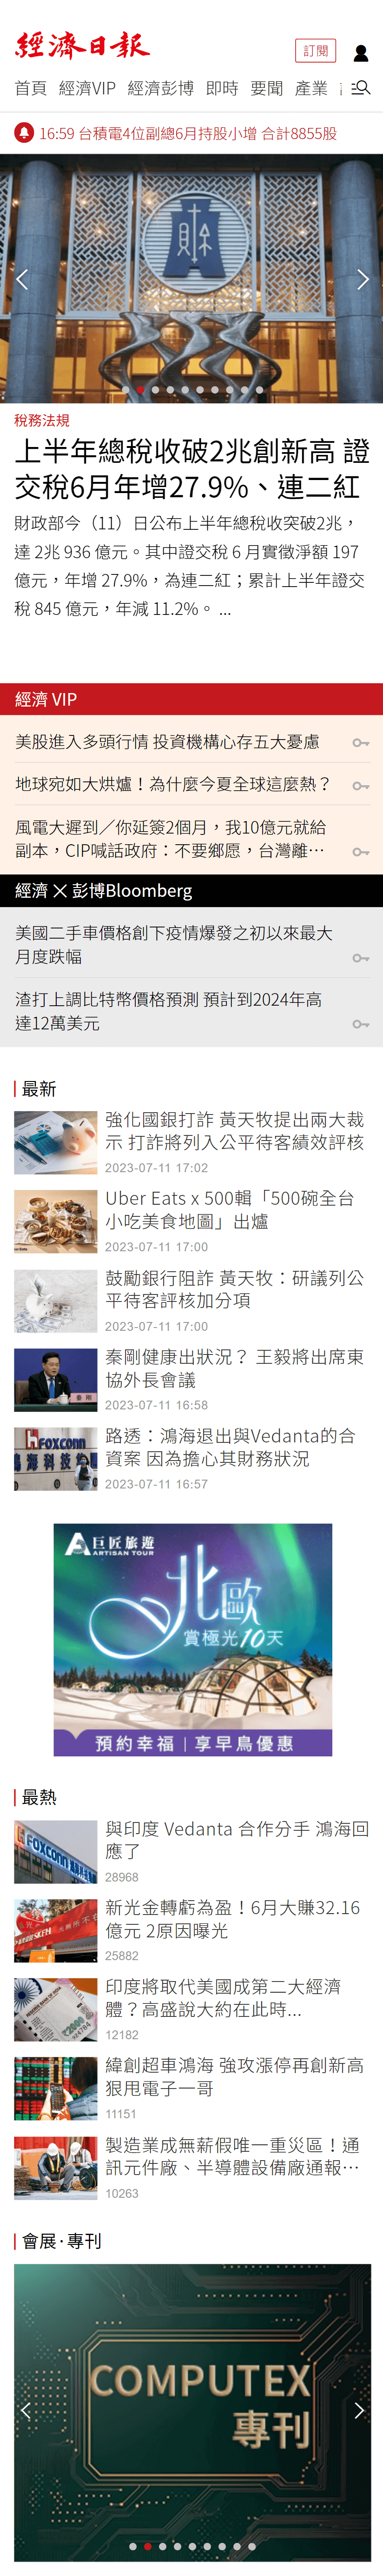 經濟日報
訂閱
首頁 經濟VIP 經濟彭博 即時 要聞 產業
16:59 台積電4位副總6月持股小增 合計8855股
財
稅務法規
上半年總稅收破2兆創新高 證
交稅6月年增27.9%、連二紅
財政部今（11）日公布上半年總稅收突破2兆，
達 2兆 936 億元。其中證交稅 6 月實徵淨額 197
億元，年增 27.9%，為連二紅；累計上半年證交
稅 845 億元，年減 11.2%。 ...
經濟 VIP
美股進入多頭行情 投資機構心存五大憂慮
地球宛如大烘爐！為什麼今夏全球這麼熱？
風電大遲到／你延簽2個月，我10億元就給
副本，CIP喊話政府：不要鄉愿，台灣離…
經濟 X 彭博Bloomberg
美國二手車價格創下疫情爆發之初以來最大
月度跌幅
渣打上調比特幣價格預測 預計到2024年高
達12萬美元
最新
強化國銀打詐 黃天牧提出兩大裁
示 打詐將列入公平待客績效評核
2023-07-11 17:02
Uber Eats x 500輯「500碗全台
小吃美食地圖」出爐
2023-07-11 17:00
鼓勵銀行阻詐 黃天牧：研議列公
平待客評核加分項
2023-07-11 17:00
秦剛健康出狀況？ 王毅將出席東
協外長會議
2023-07-11 16:58
秦 剛
路透：鴻海退出與Vedanta的合
資案 因為擔心其財務狀況
2023-07-11 16:57
FOXCONN
巨匠旅遊
ARTISAN TOUR
北歐
賞極光10天
預約幸福｜享早鳥優惠
最熱
與印度 Vedanta 合作分手 鴻海回
應了
28968
FOXCONN
新光金轉虧為盈！6月大賺32.16
億元 2原因曝光
25882
印度將取代美國成第二大經濟
體？高盛說大約在此時...
12182
緯創超車鴻海 強攻漲停再創新高
狠甩電子一哥
11151
製造業成無薪假唯一重災區！通
訊元件廠、半導體設備廠通報…
10263
會展·專刊
COMPUTEX
專刊